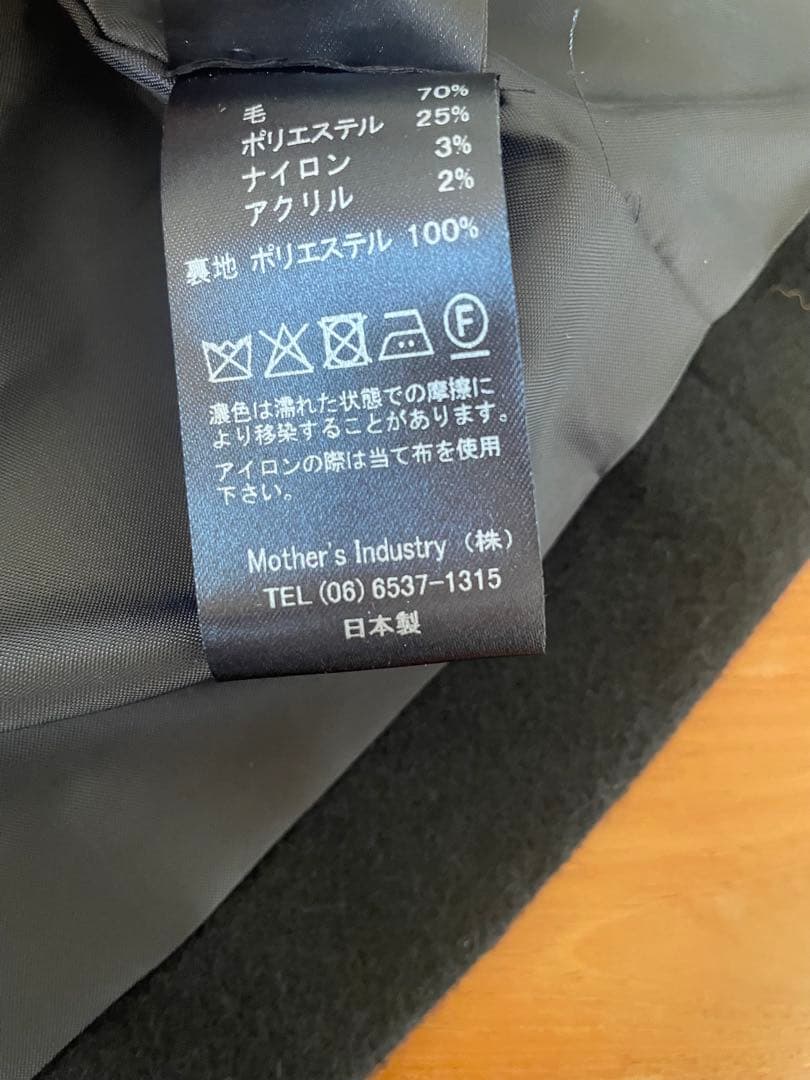 毛 70%
ポリエステル 25%
ナイロン 3%
アクリル 2%
裏地 ポリエステル 100%
F
濃色は濡れた状態での摩擦に
より移染することがあります。
アイロンの際は当て布を使用
下さい。
Mother's Industry (株)
TEL (06) 6537-1315
日本製